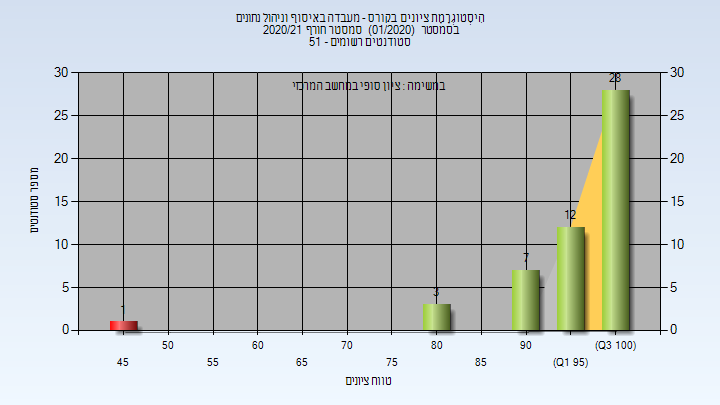 היסטוגרמת ציונים בקורס - מעבדה באיסוף וניהול נתונים
בסמסטר (01/2020) סמסטר חורף 2020/21
סטודנטים רשומים - 51
במשימה : ציון סופי במחשב המרכזי
מספר סטודנטים
30 30
25 25
20 20
15 15
10 10
5 5
0 0
1 3 7 12 28
50 60 70 80 90 (Q3 100)
45 55 65 75 85 (Q1 95)
טווח ציונים